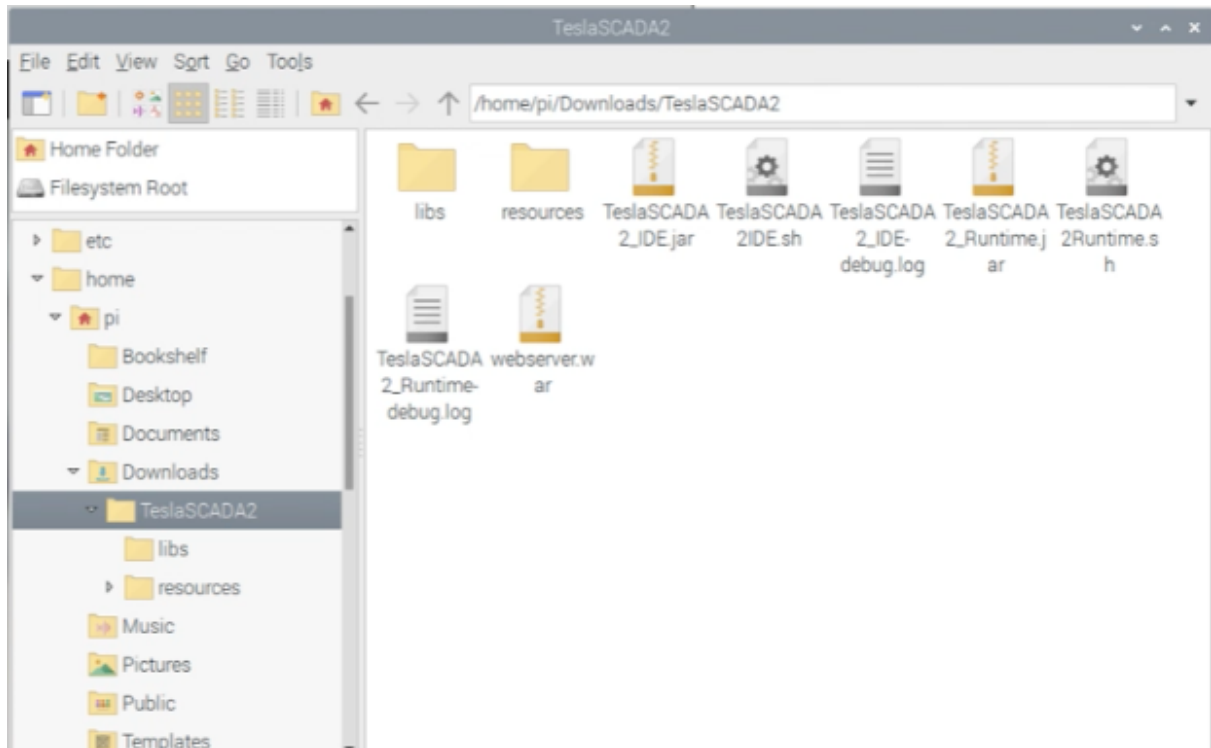 TeslaSCADA2
File Edit View Sort Go Tools
/home/pi/Downloads/TeslaSCADA2
Home Folder
Filesystem Root
etc
home
pi
Bookshelf
Desktop
Documents
Downloads
TeslaSCADA2
libs
resources
Music
Pictures
Public
Templates
libs
resources
TeslaSCADA
2_IDE.jar
TeslaSCADA
2IDE.sh
TeslaSCADA
2_IDE-
debug.log
TeslaSCADA
2_Runtime.j
ar
TeslaSCADA
2Runtime.s
h
TeslaSCADA
2_Runtime-
debug.log
webserver.w
ar